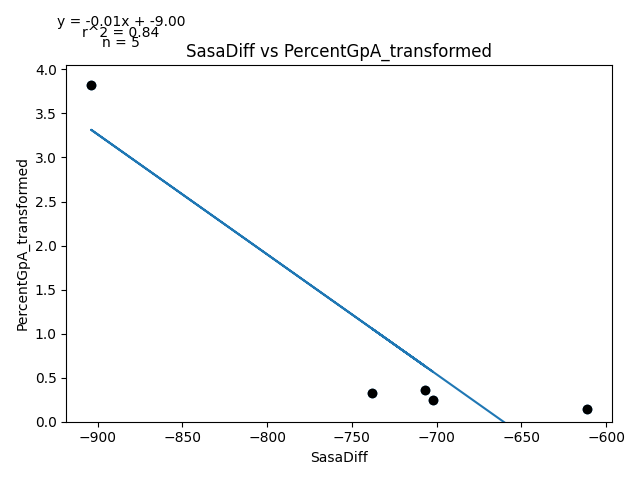 y = -0.01x + -9.00
r^2 = 0.84
n = 5
SasaDiff vs PercentGpA_transformed
4.0
3.5
3.0
2.5
2.0
1.5
1.0
0.5
0.0
PercentGpA_transformed
−900 −850 −800 −750 −700 −650 −600
SasaDiff